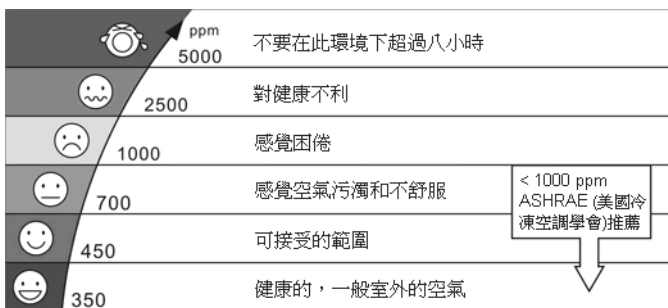 ppm
5000
不要在此環境下超過八小時
2500
對健康不利
1000
感覺困倦
700
感覺空氣污濁和不舒服
< 1000 ppm
ASHRAE (美國冷
凍空調學會)推薦
450
可接受的範圍
350
健康的，一般室外的空氣